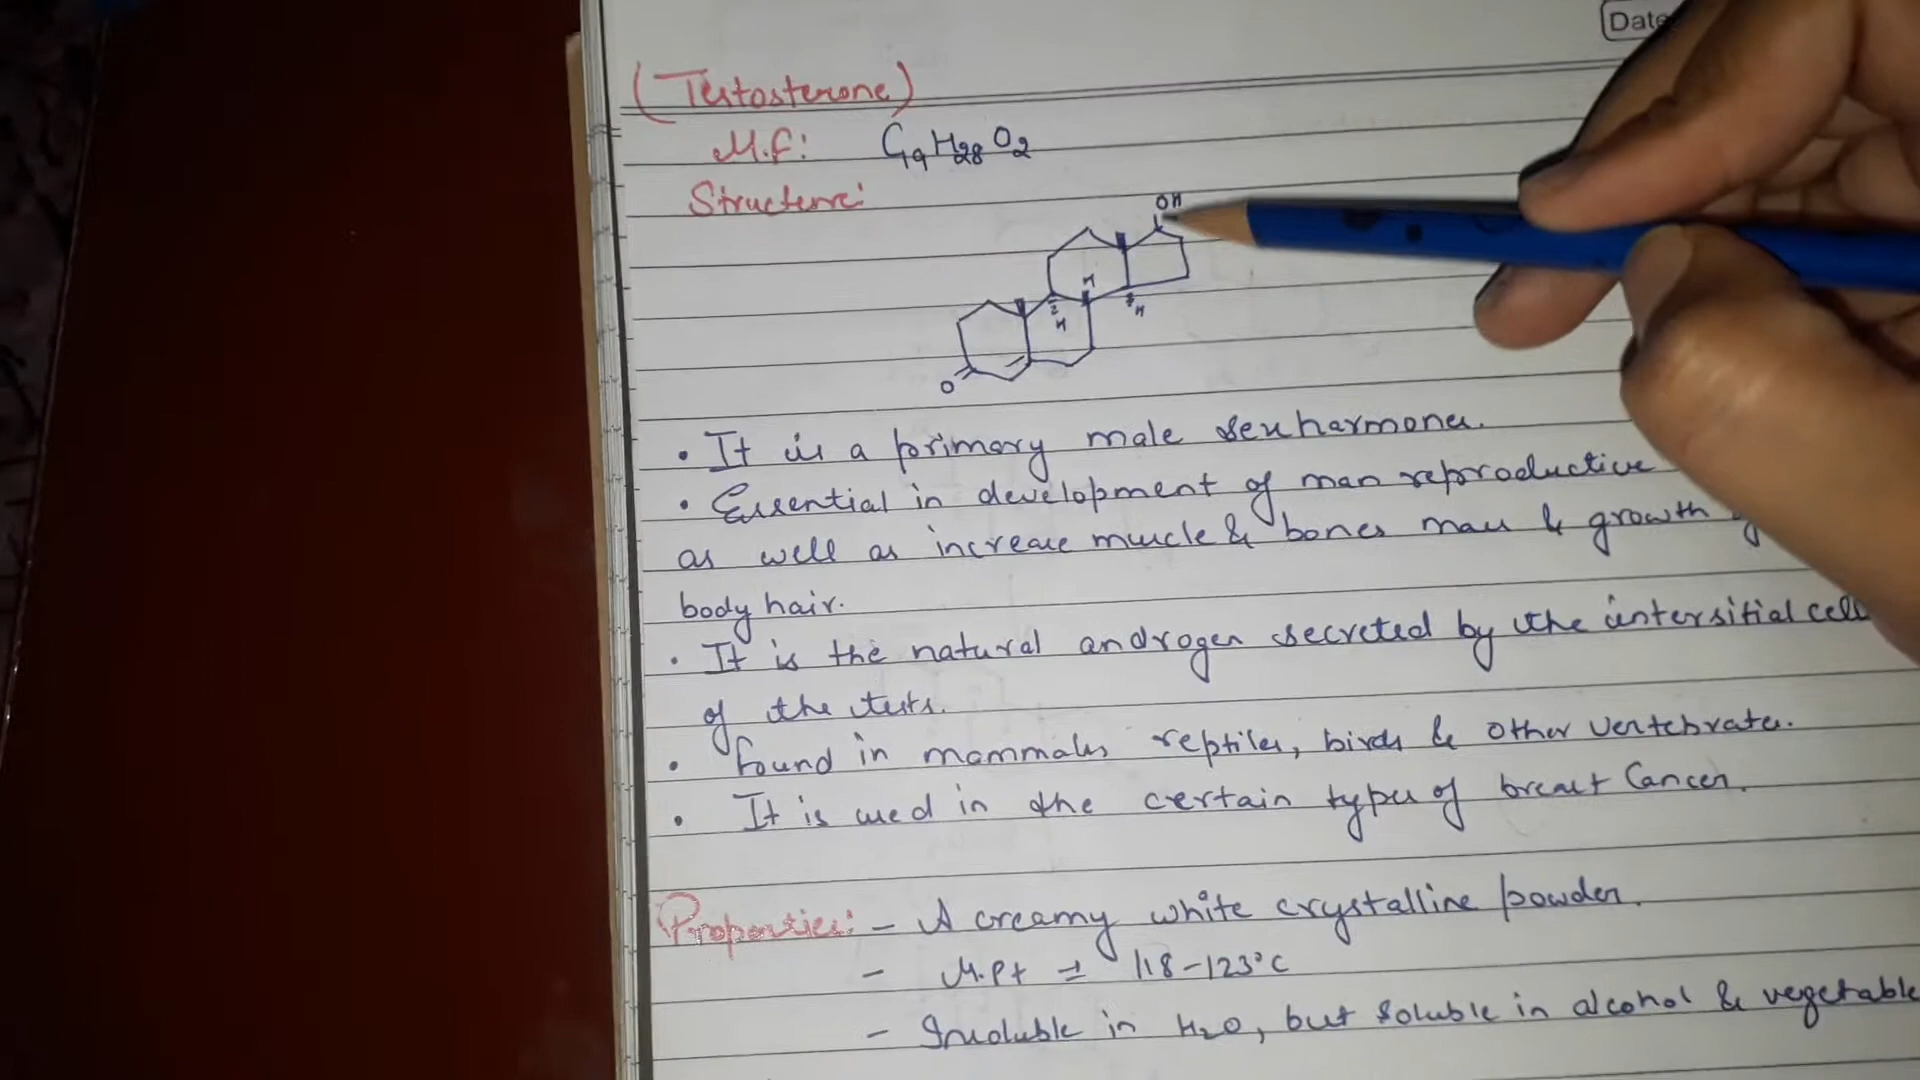 Date
(Testosterone)
M.F: C19H28O2
Structure:
OH
H
H
H
O
• It is a primary male sex harmones.
• Essential in development of man reproductive
as well as increase muscle & bones mass & growth
body hair.
• It is the natural androgen secreted by the intersitial cell
of the tests.
• found in mammals reptiles, birds & other vertebrates.
• It is used in the certain types of breast Cancer.
Properties: – A creamy white crystalline powder.
– M.Pt = 118-123°C
– Insoluble in H2O, but soluble in alcohol & vegetable